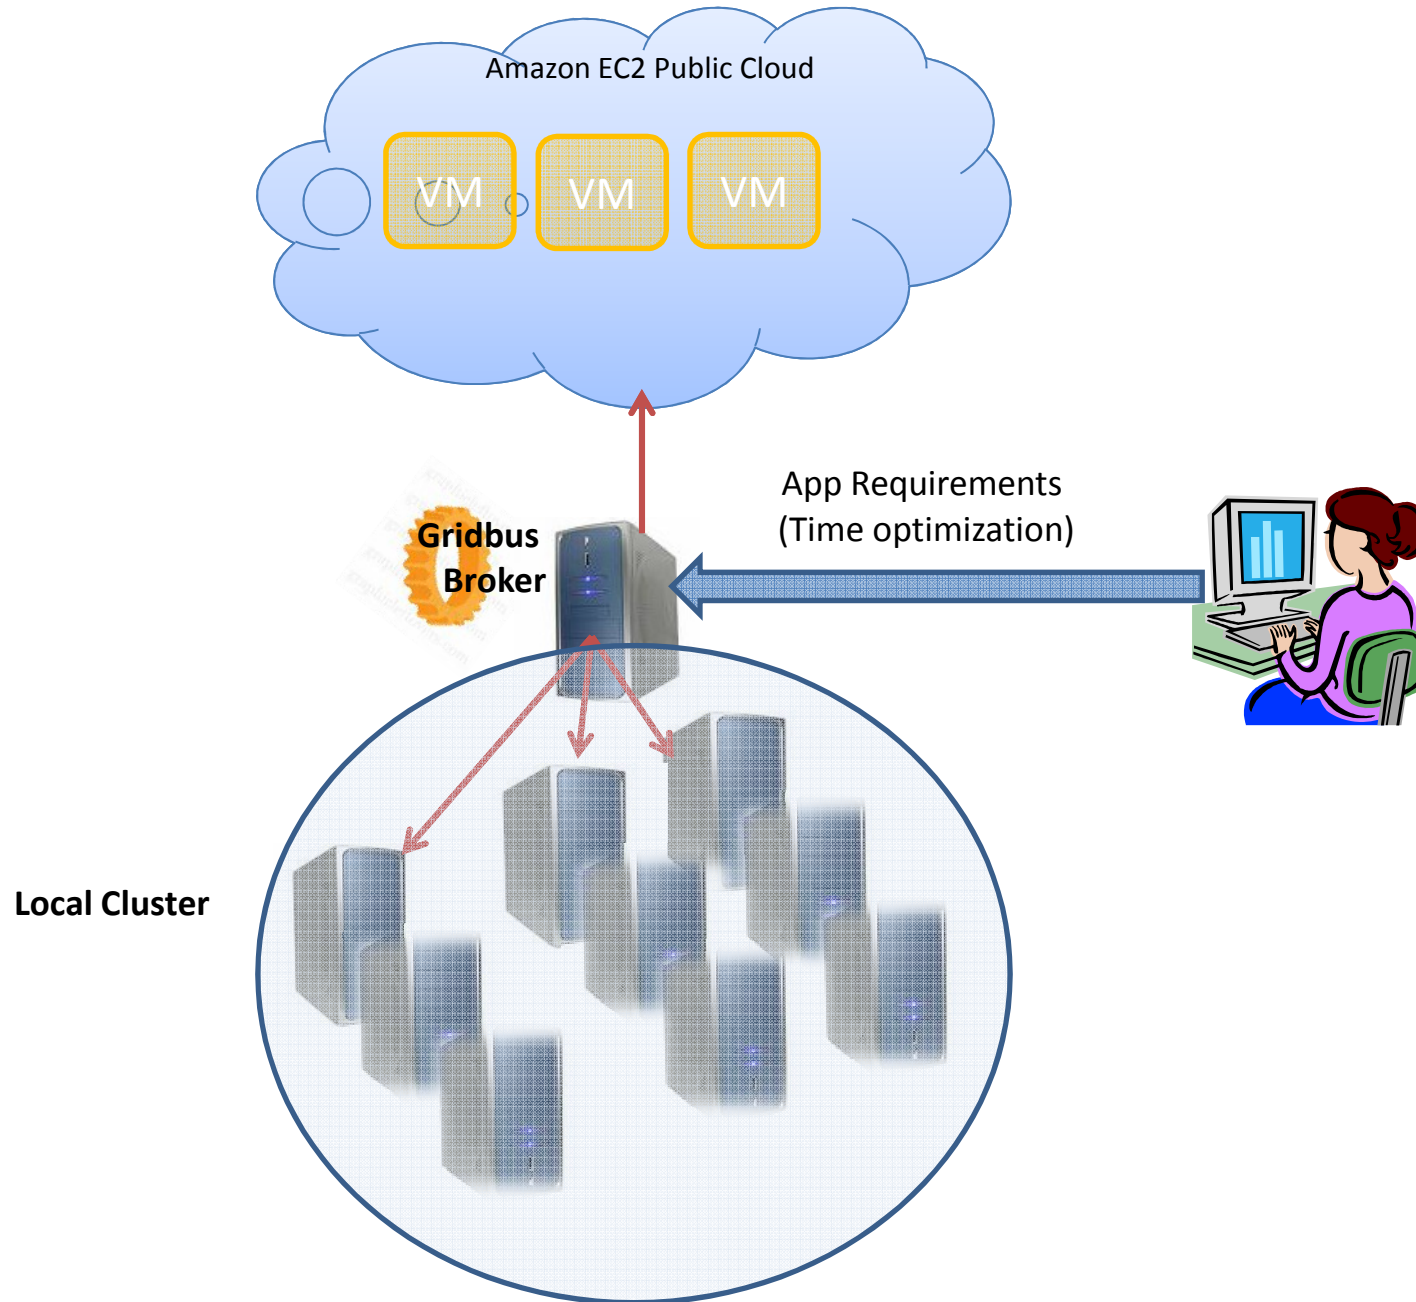 Amazon EC2 Public Cloud
VM VM VM
App Requirements
(Time optimization)
Gridbus
Broker
Local Cluster